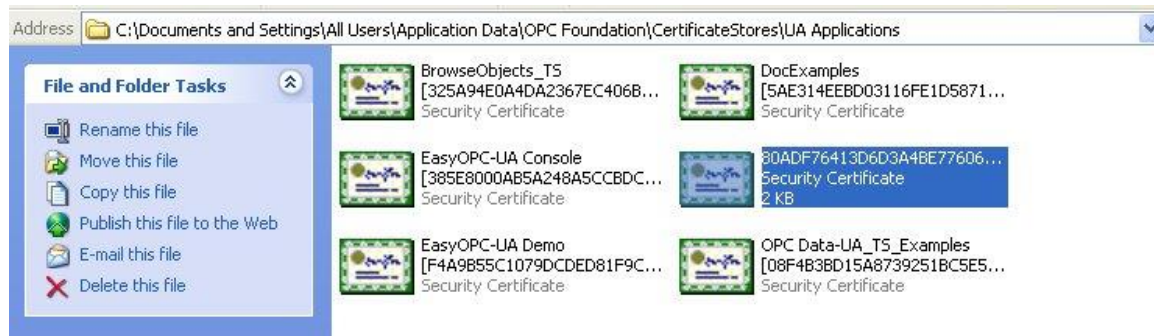 Address C:\Documents and Settings\All Users\Application Data\OPC Foundation\CertificateStores\UA Applications
File and Folder Tasks
Rename this file
Move this file
Copy this file
Publish this file to the Web
E-mail this file
Delete this file
BrowseObjects_TS
[325A94E0A4DA2367EC406B...
Security Certificate
DocExamples
[5AE314EEBD03116FE1D5871...
Security Certificate
EasyOPC-UA Console
[385E8000AB5A248A5CCBDC...
Security Certificate
80ADF76413D6D3A4BE77606...
Security Certificate
2 KB
EasyOPC-UA Demo
[F4A9B55C1079DCDED81F9C...
Security Certificate
OPC Data-UA_TS_Examples
[08F4B3BD15A8739251BC5E5...
Security Certificate